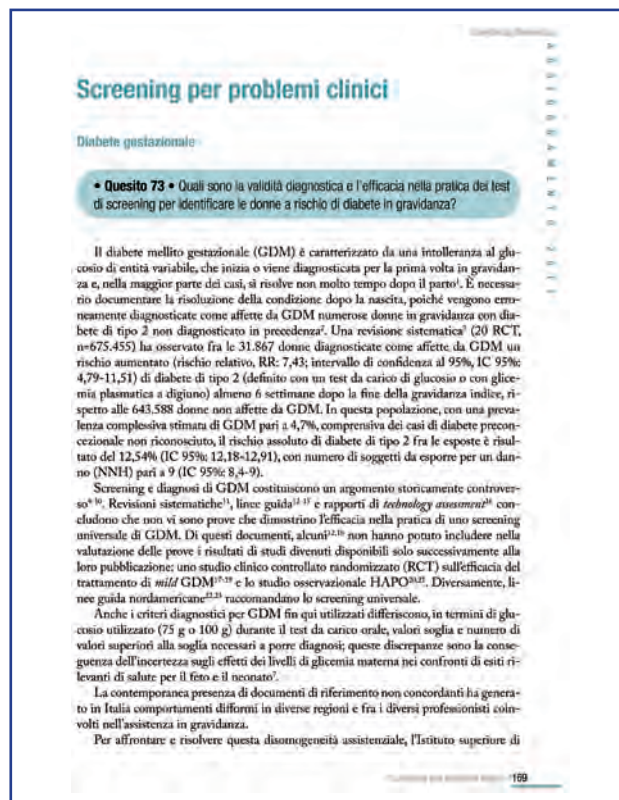 AGGIORNAMENTO 2011
Screening per problemi clinici
Diabete gestazionale
• Quesito 73 • Quali sono la validità diagnostica e l'efficacia nella pratica dei test
di screening per identificare le donne a rischio di diabete in gravidanza?
Il diabete mellito gestazionale (GDM) è caratterizzato da una intolleranza al glu-
cosio di entità variabile, che inizia o viene diagnosticata per la prima volta in gravidan-
za e, nella maggior parte dei casi, si risolve non molto tempo dopo il parto¹. È necessa-
rio documentare la risoluzione della condizione dopo la nascita, poiché vengono erro-
neamente diagnosticate come affette da GDM numerose donne in gravidanza con dia-
bete di tipo 2 non diagnosticato in precedenza². Una revisione sistematica³ (20 RCT,
n=675.455) ha osservato fra le 31.867 donne diagnosticate come affette da GDM un
rischio aumentato (rischio relativo, RR: 7,43; intervallo di confidenza al 95%, IC 95%:
4,79-11,51) di diabete di tipo 2 (definito con un test da carico di glucosio o con glice-
mia plasmatica a digiuno) almeno 6 settimane dopo la fine della gravidanza indice, ri-
spetto alle 643.588 donne non affette da GDM. In questa popolazione, con una preva-
lenza complessiva stimata di GDM pari a 4,7%, comprensiva dei casi di diabete precon-
cezionale non riconosciuto, il rischio assoluto di diabete di tipo 2 fra le esposte è risul-
tato del 12,54% (IC 95%: 12,18-12,91), con numero di soggetti da esporre per un dan-
no (NNH) pari a 9 (IC 95%: 8,4-9).
Screening e diagnosi di GDM costituiscono un argomento storicamente controver-
so⁴⁻¹⁰. Revisioni sistematiche¹¹, linee guida¹²⁻¹⁵ e rapporti di technology assessment¹⁶ con-
cludono che non vi sono prove che dimostrino l'efficacia nella pratica di uno screening
universale di GDM. Di questi documenti, alcuni¹²,¹⁶ non hanno potuto includere nella
valutazione delle prove i risultati di studi divenuti disponibili solo successivamente alla
loro pubblicazione: uno studio clinico controllato randomizzato (RCT) sull'efficacia del
trattamento di mild GDM¹⁷⁻¹⁹ e lo studio osservazionale HAPO²⁰,²¹. Diversamente, li-
nee guida nordamericane²²,²³ raccomandano lo screening universale.
Anche i criteri diagnostici per GDM fin qui utilizzati differiscono, in termini di glu-
cosio utilizzato (75 g o 100 g) durante il test da carico orale, valori soglia e numero di
valori superiori alla soglia necessari a porre diagnosi; queste discrepanze sono la conse-
guenza dell'incertezza sugli effetti dei livelli di glicemia materna nei confronti di esiti ri-
levanti di salute per il feto e il neonato⁷.
La contemporanea presenza di documenti di riferimento non concordanti ha genera-
to in Italia comportamenti difformi in diverse regioni e fra i diversi professionisti coin-
volti nell'assistenza in gravidanza.
Per affrontare e risolvere questa disomogeneità assistenziale, l'Istituto superiore di
169